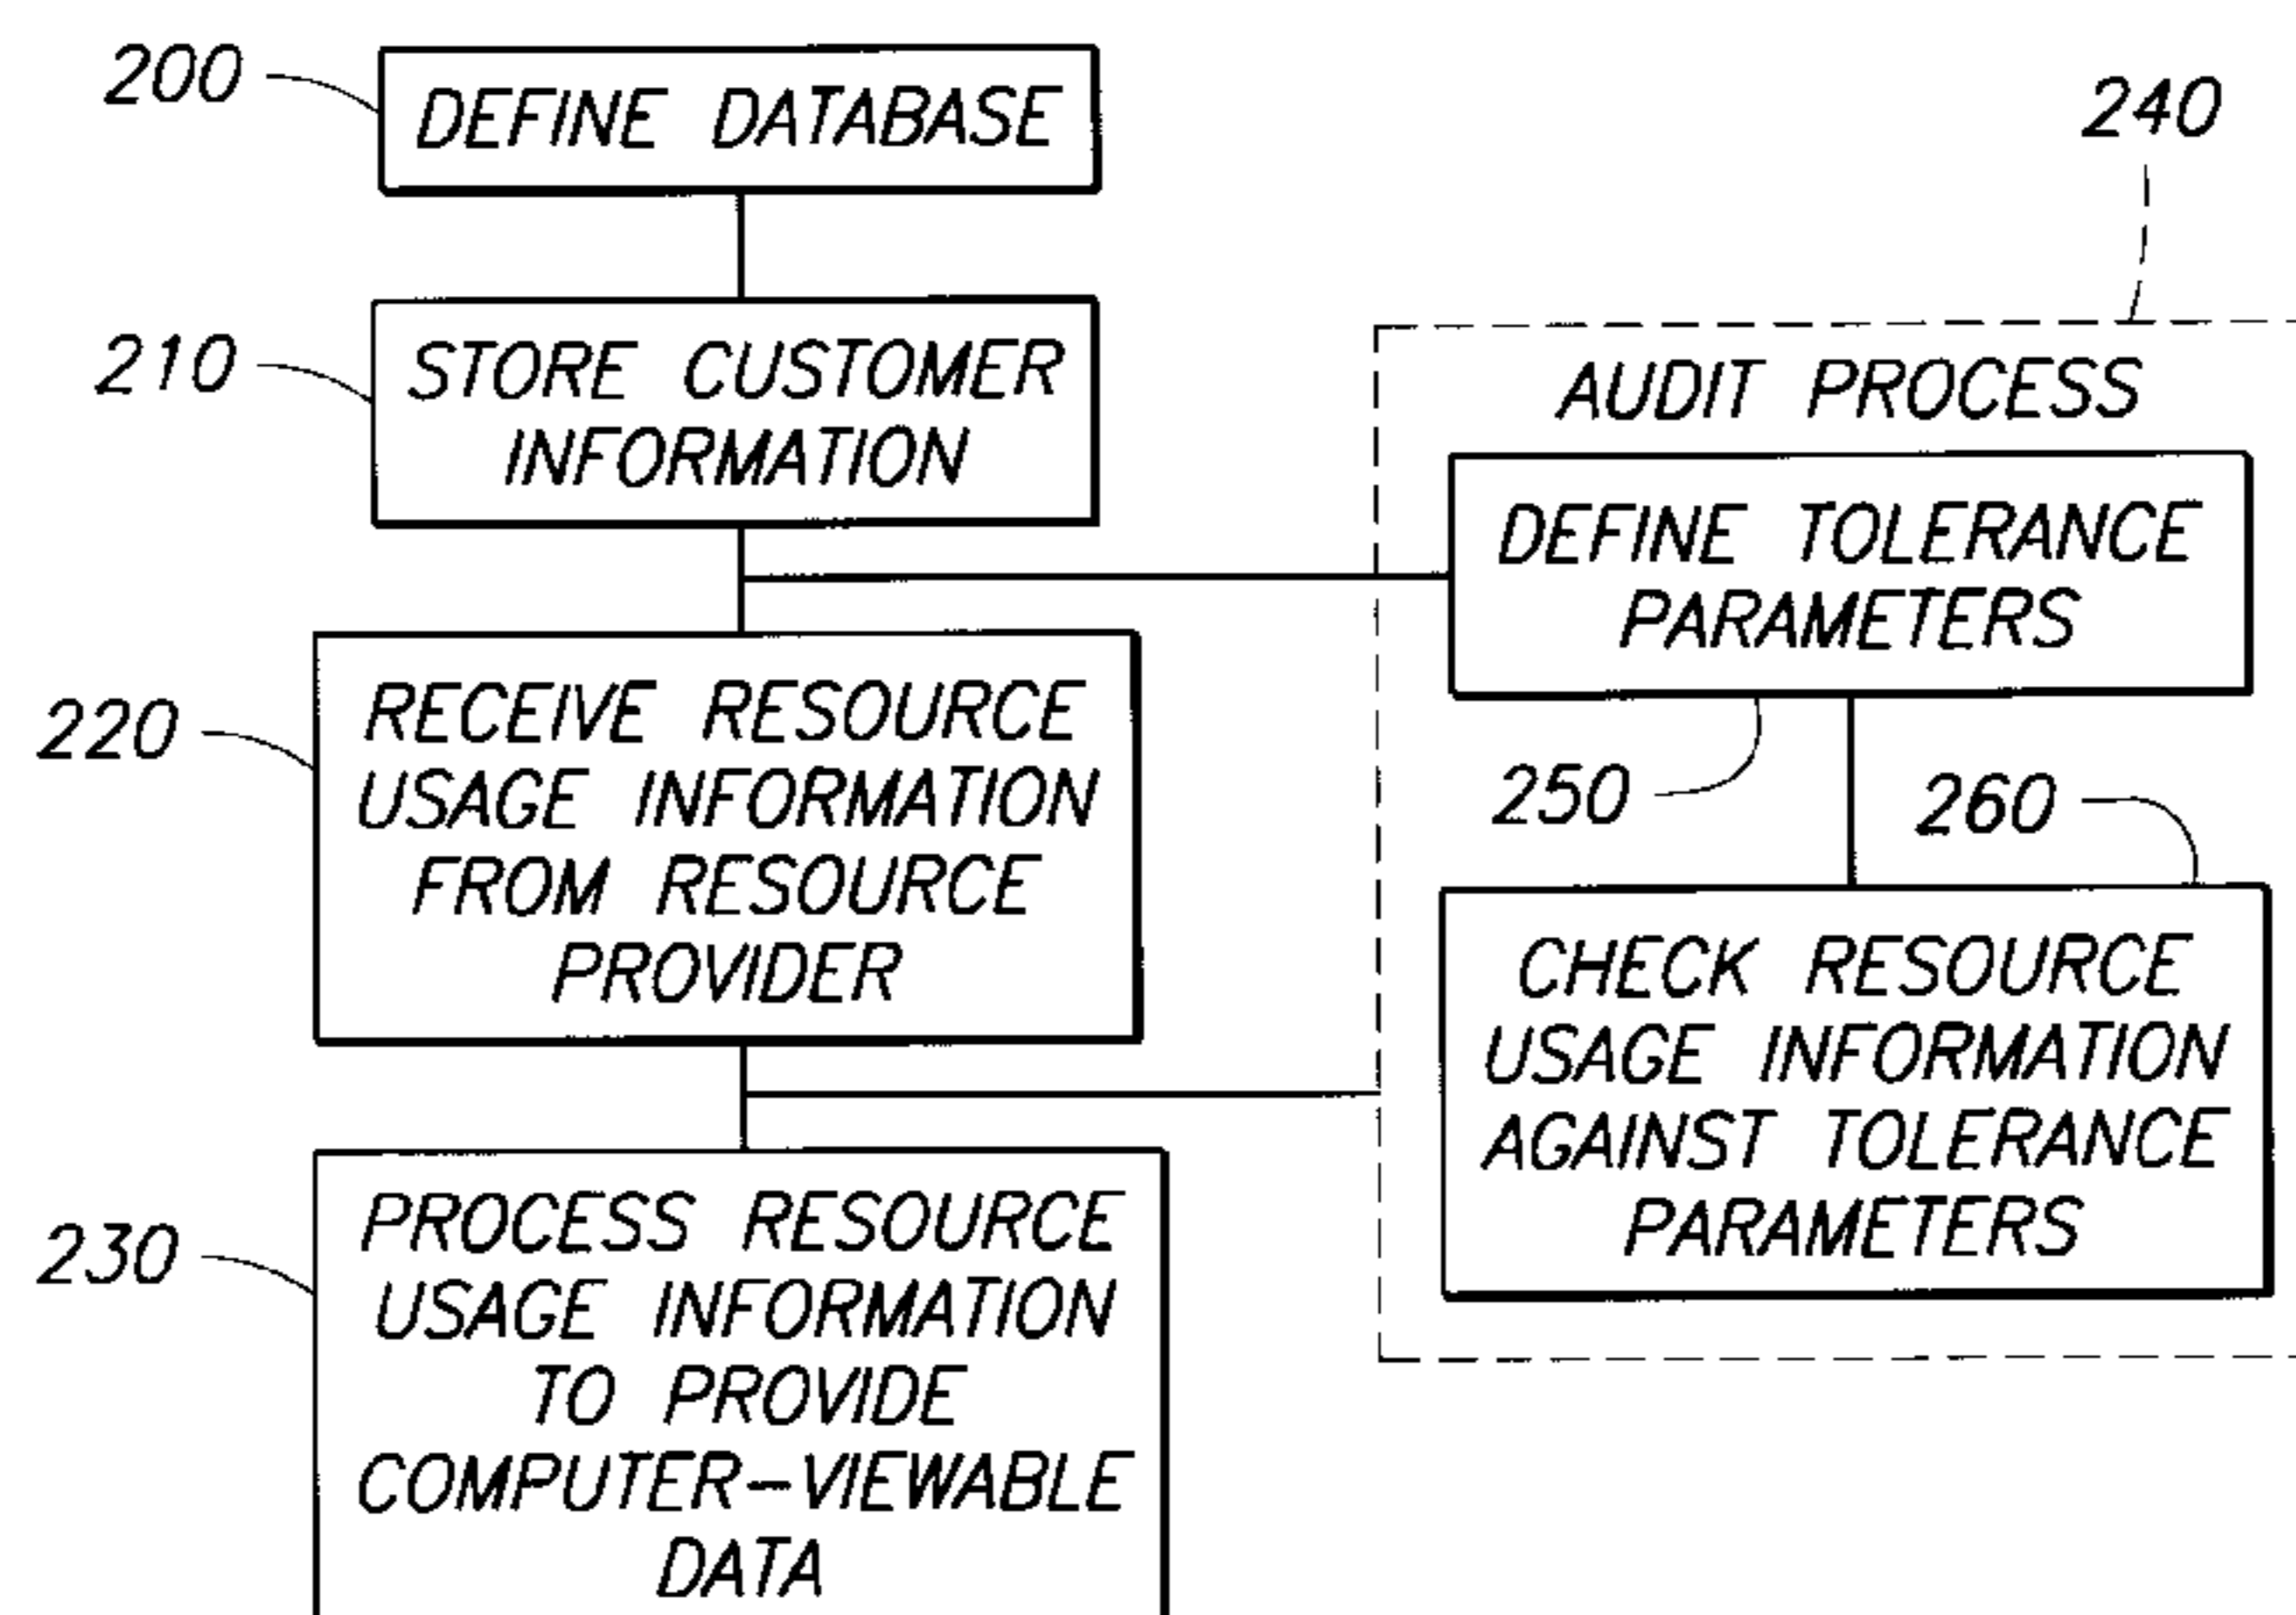 200
DEFINE DATABASE
210
STORE CUSTOMER
INFORMATION
220
RECEIVE RESOURCE
USAGE INFORMATION
FROM RESOURCE
PROVIDER
230
PROCESS RESOURCE
USAGE INFORMATION
TO PROVIDE
COMPUTER-VIEWABLE
DATA
240
AUDIT PROCESS
DEFINE TOLERANCE
PARAMETERS
250
260
CHECK RESOURCE
USAGE INFORMATION
AGAINST TOLERANCE
PARAMETERS